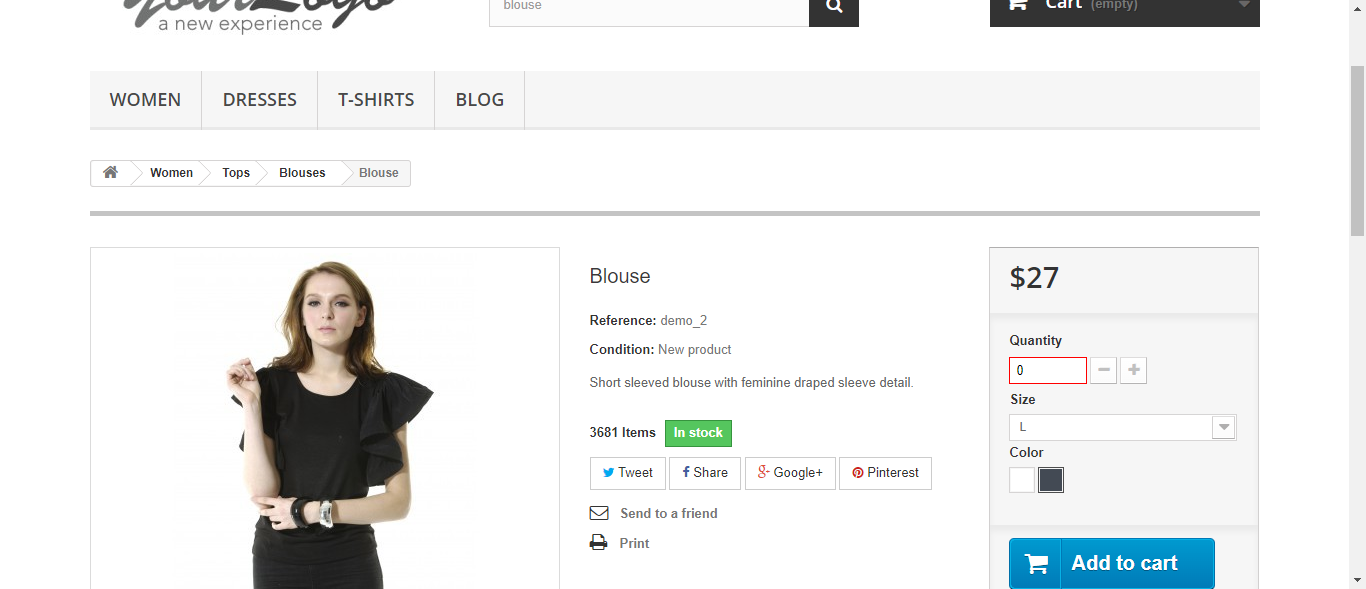 YourLogo
a new experience
blouse
Cart (empty)
WOMEN DRESSES T-SHIRTS BLOG
Women Tops Blouses Blouse
Blouse
Reference: demo_2
Condition: New product
Short sleeved blouse with feminine draped sleeve detail.
3681 Items In stock
Tweet Share Google+ Pinterest
Send to a friend
Print
$27
Quantity
0
Size
L
Color
Add to cart